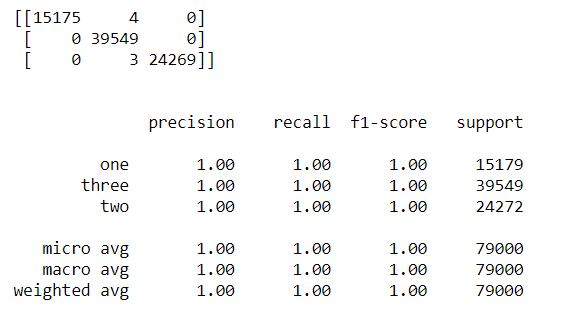 [[15175     4     0]
 [    0 39549     0]
 [    0     3 24269]]
              precision    recall  f1-score   support
         one       1.00      1.00      1.00     15179
       three       1.00      1.00      1.00     39549
         two       1.00      1.00      1.00     24272
   micro avg       1.00      1.00      1.00     79000
   macro avg       1.00      1.00      1.00     79000
weighted avg       1.00      1.00      1.00     79000